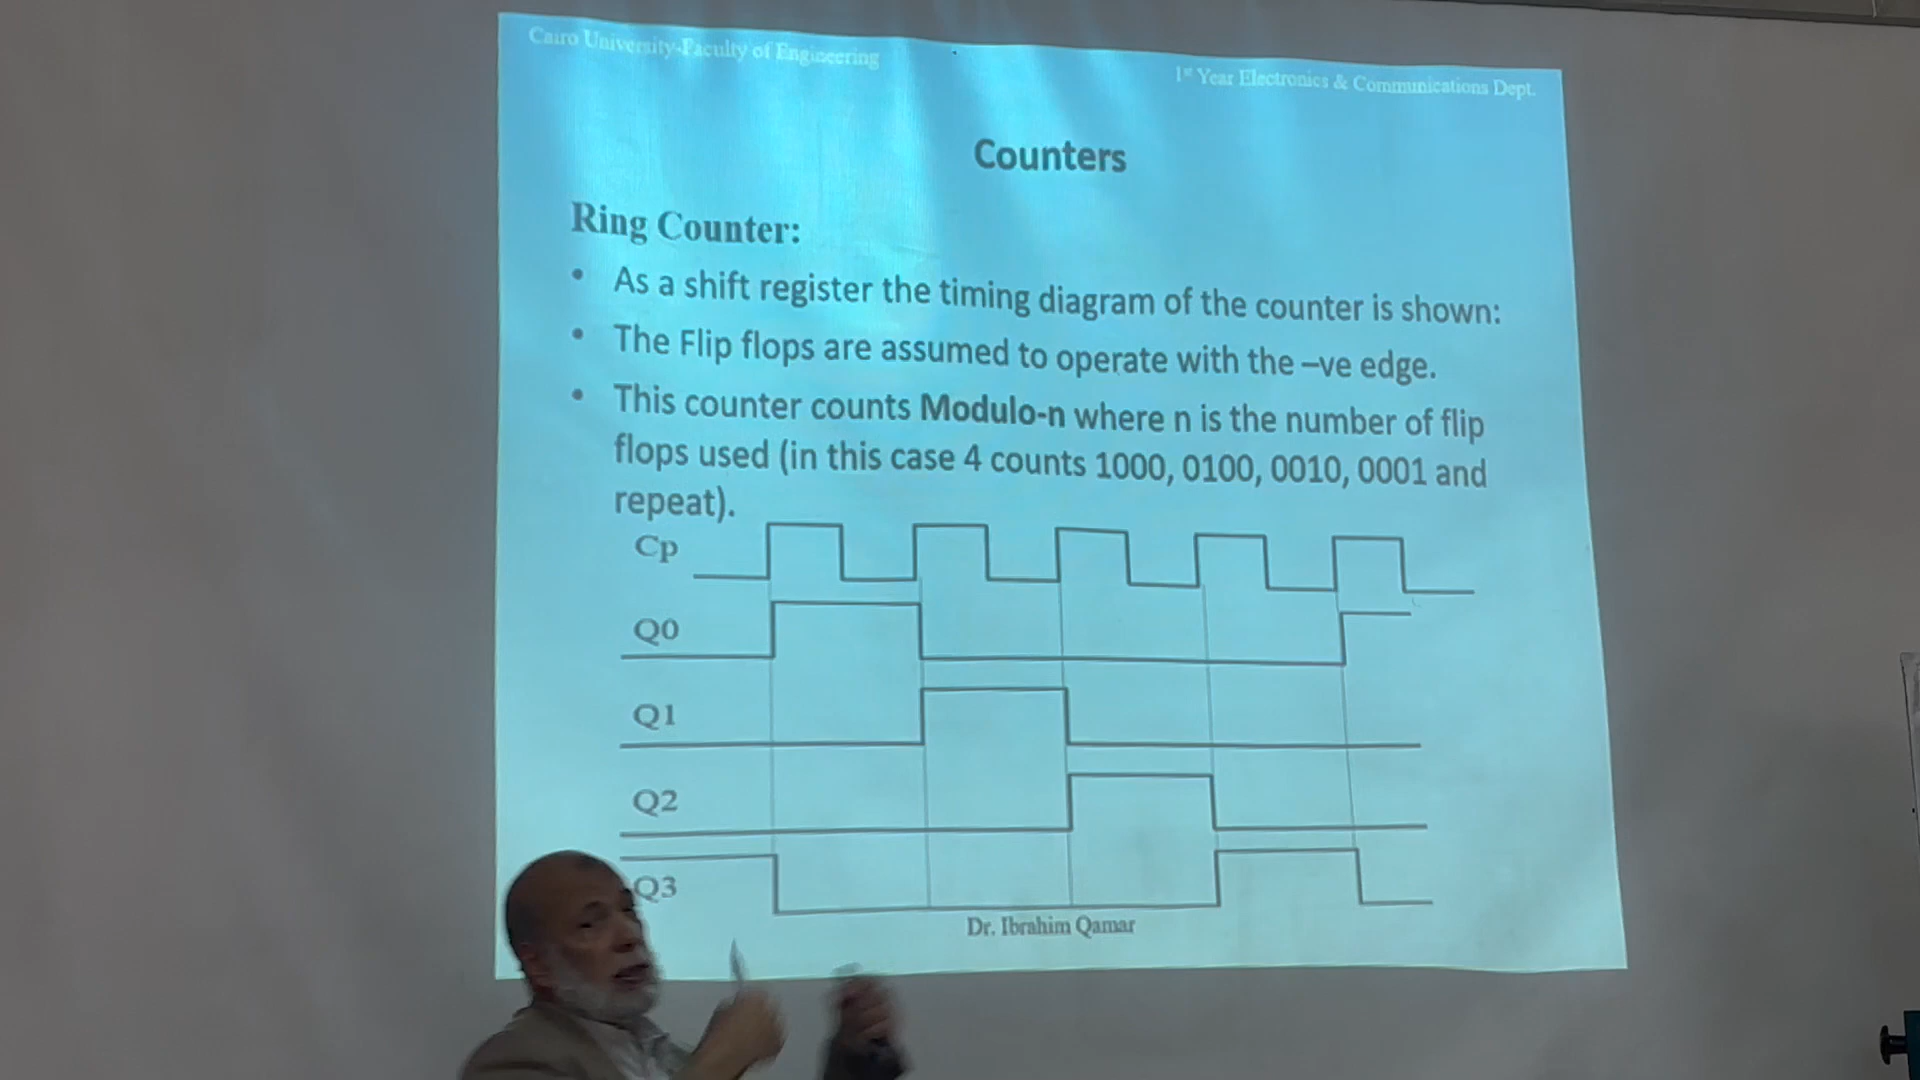 Cairo University-Faculty of Engineering
1st Year Electronics & Communications Dept.
Counters
Ring Counter:
• As a shift register the timing diagram of the counter is shown:
• The Flip flops are assumed to operate with the –ve edge.
• This counter counts Modulo-n where n is the number of flip
flops used (in this case 4 counts 1000, 0100, 0010, 0001 and
repeat).
Cp
Q0
Q1
Q2
Q3
Dr. Ibrahim Qamar